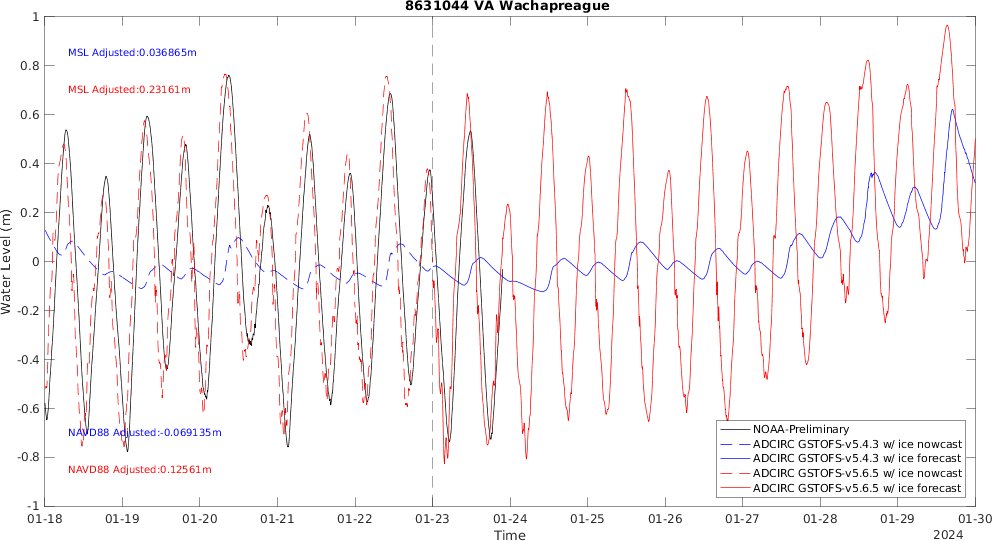 8631044 VA Wachapreague
MSL Adjusted:0.036865m
MSL Adjusted:0.23161m
NAVD88 Adjusted:-0.069135m
NAVD88 Adjusted:0.12561m
Water Level (m)
1
0.8
0.6
0.4
0.2
0
-0.2
-0.4
-0.6
-0.8
-1
NOAA-Preliminary
ADCIRC GSTOFS-v5.4.3 w/ ice nowcast
ADCIRC GSTOFS-v5.4.3 w/ ice forecast
ADCIRC GSTOFS-v5.6.5 w/ ice nowcast
ADCIRC GSTOFS-v5.6.5 w/ ice forecast
01-18 01-19 01-20 01-21 01-22 01-23 01-24 01-25 01-26 01-27 01-28 01-29 01-30
Time
2024